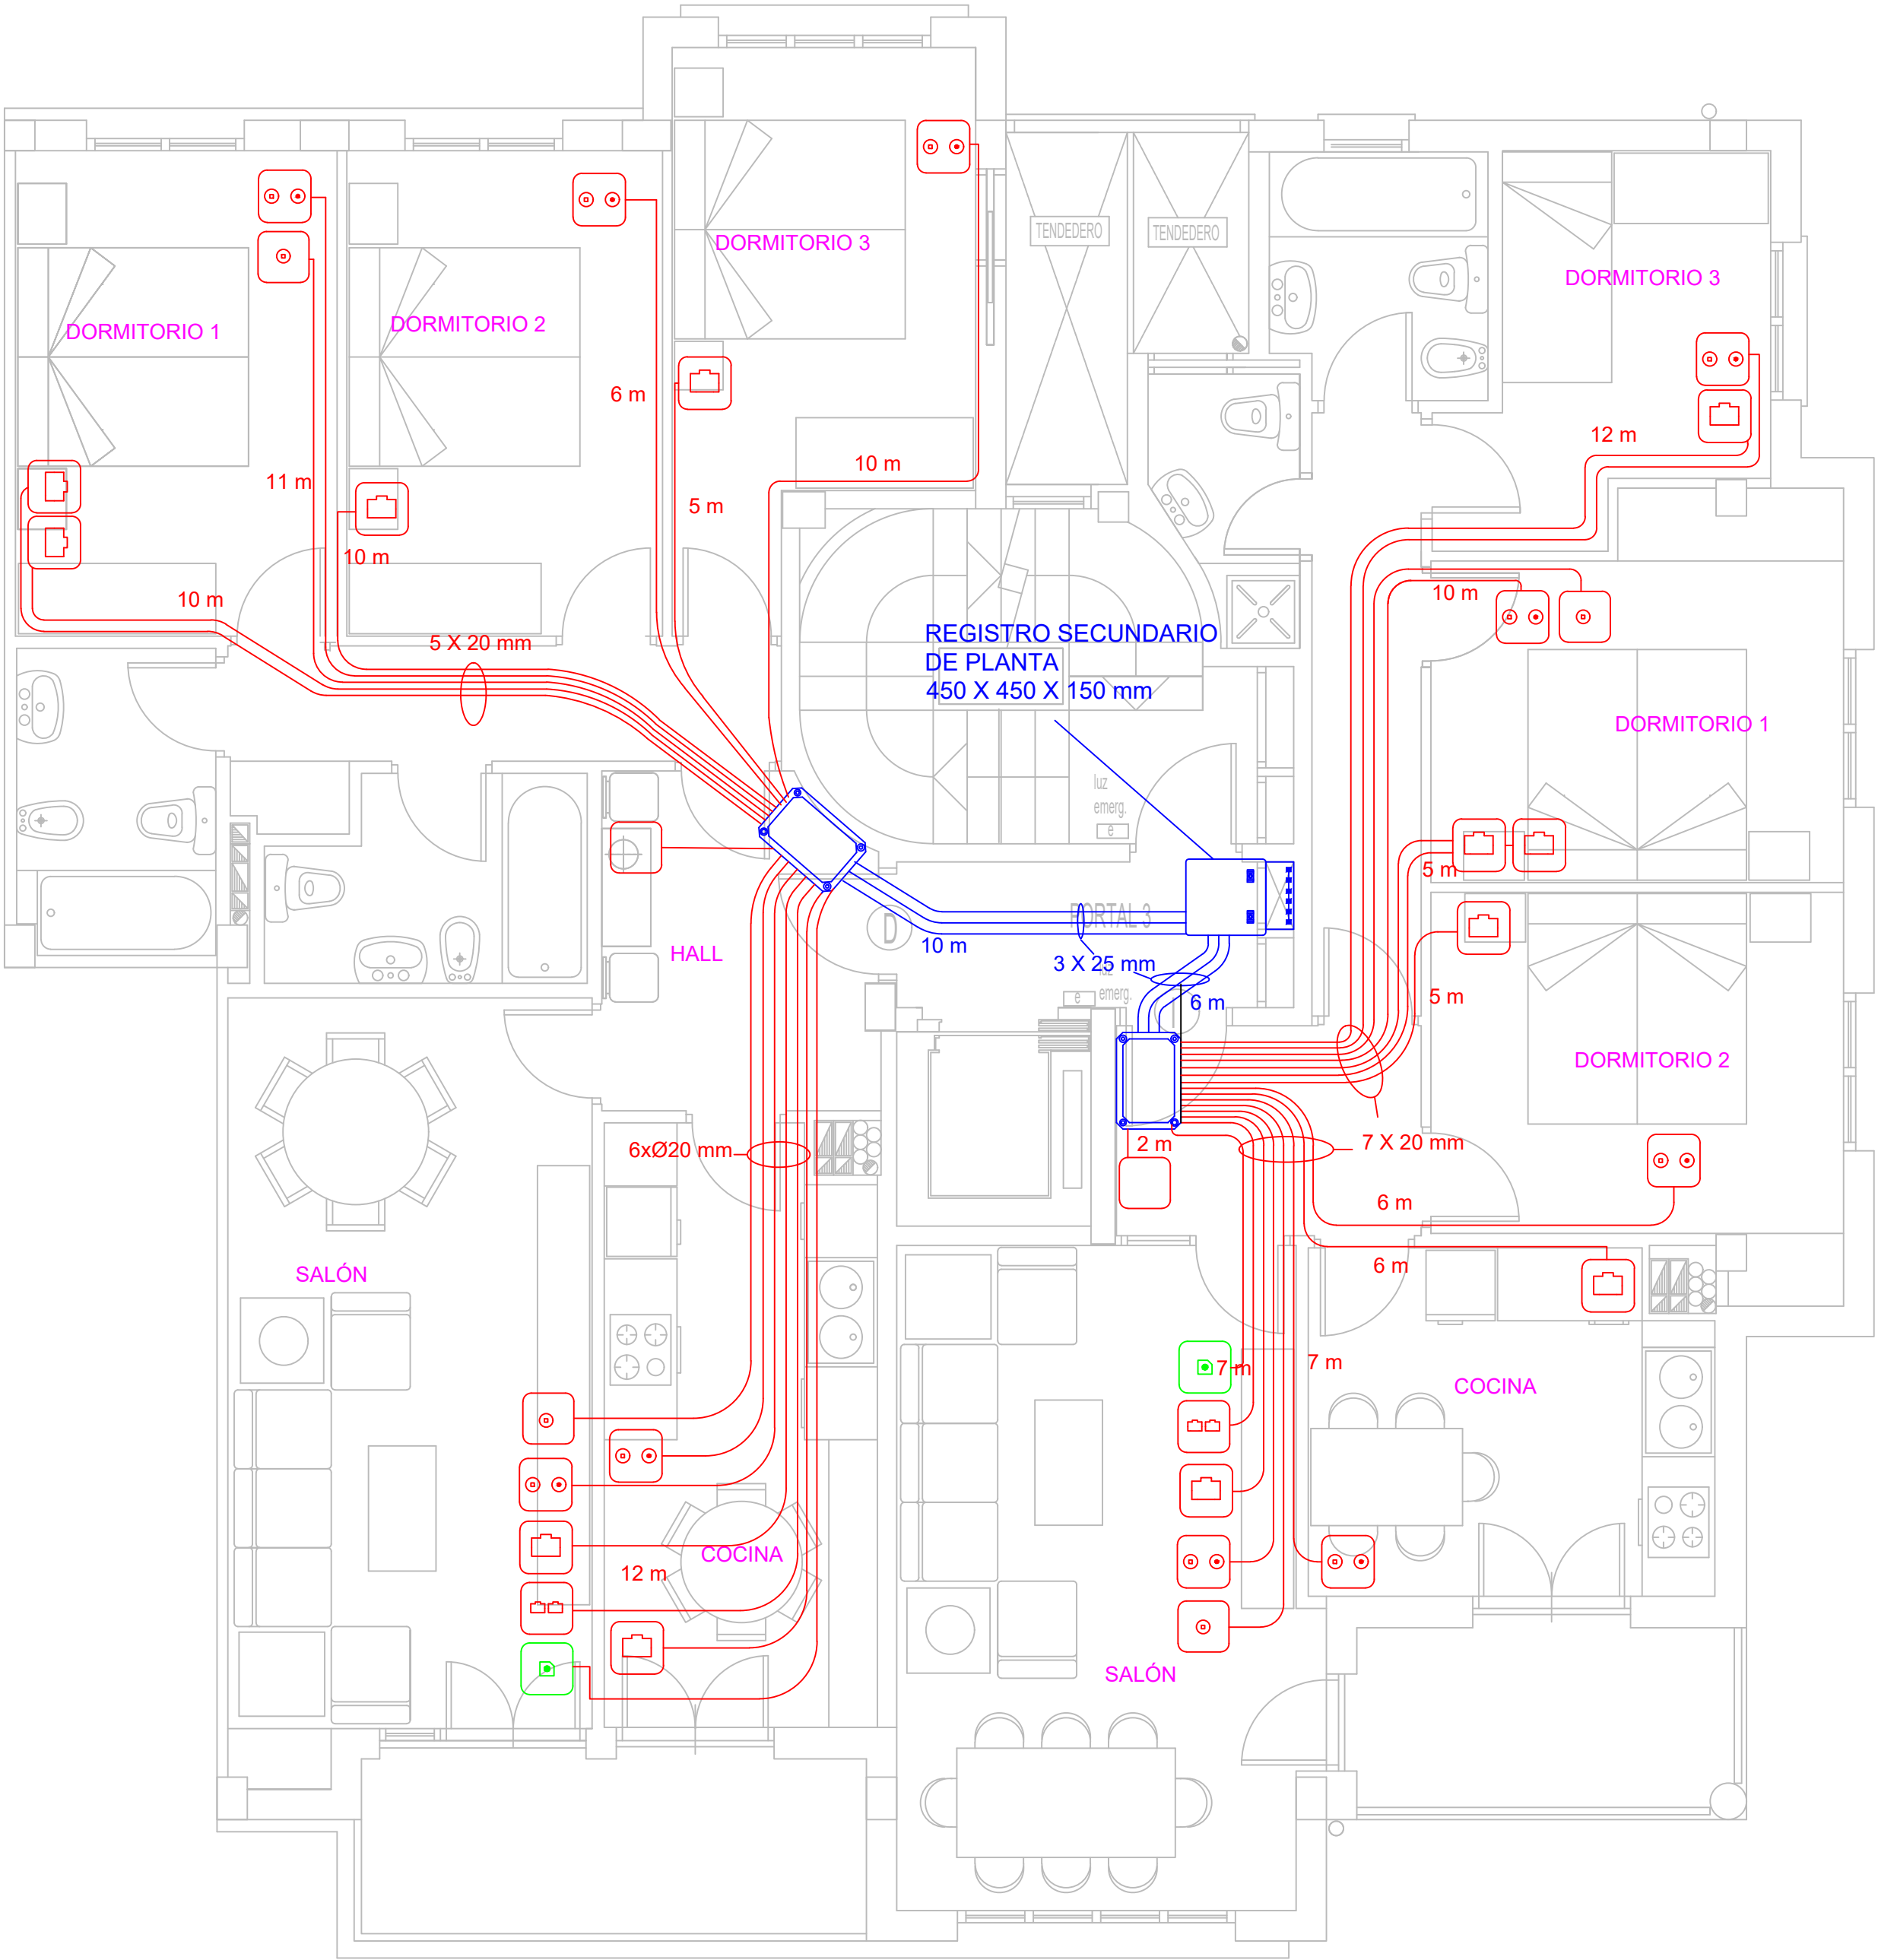 TENDEDERO
TENDEDERO
DORMITORIO 3
DORMITORIO 3
DORMITORIO 1
DORMITORIO 2
6 m
12 m
10 m
11 m
5 m
10 m
10 m
10 m
5 X 20 mm
REGISTRO SECUNDARIO
DE PLANTA
450 X 450 X 150 mm
DORMITORIO 1
luz
emerg.
e
5 m
PORTAL 3
D
10 m
HALL
3 X 25 mm
luz
emerg.
e
6 m
I
5 m
DORMITORIO 2
6xØ20 mm
2 m
7 X 20 mm
6 m
6 m
SALÓN
7 m
7 m
COCINA
COCINA
12 m
SALÓN